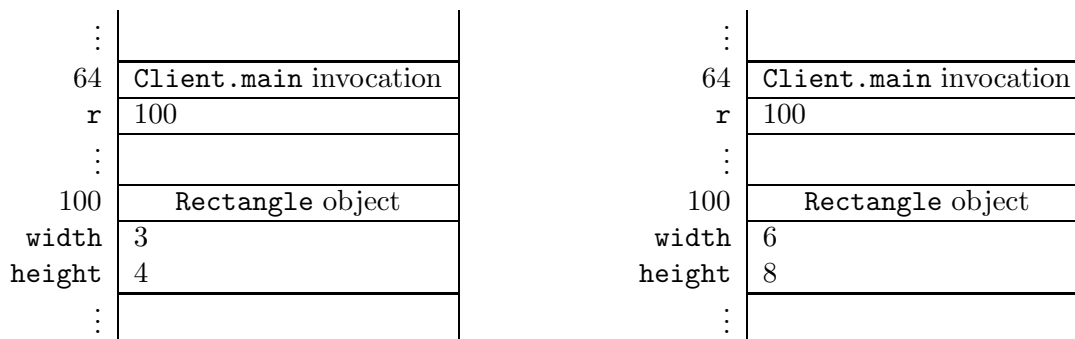 ⋮
64 Client.main invocation
r 100
⋮
100 Rectangle object
width 3
height 4
⋮
⋮
64 Client.main invocation
r 100
⋮
100 Rectangle object
width 6
height 8
⋮